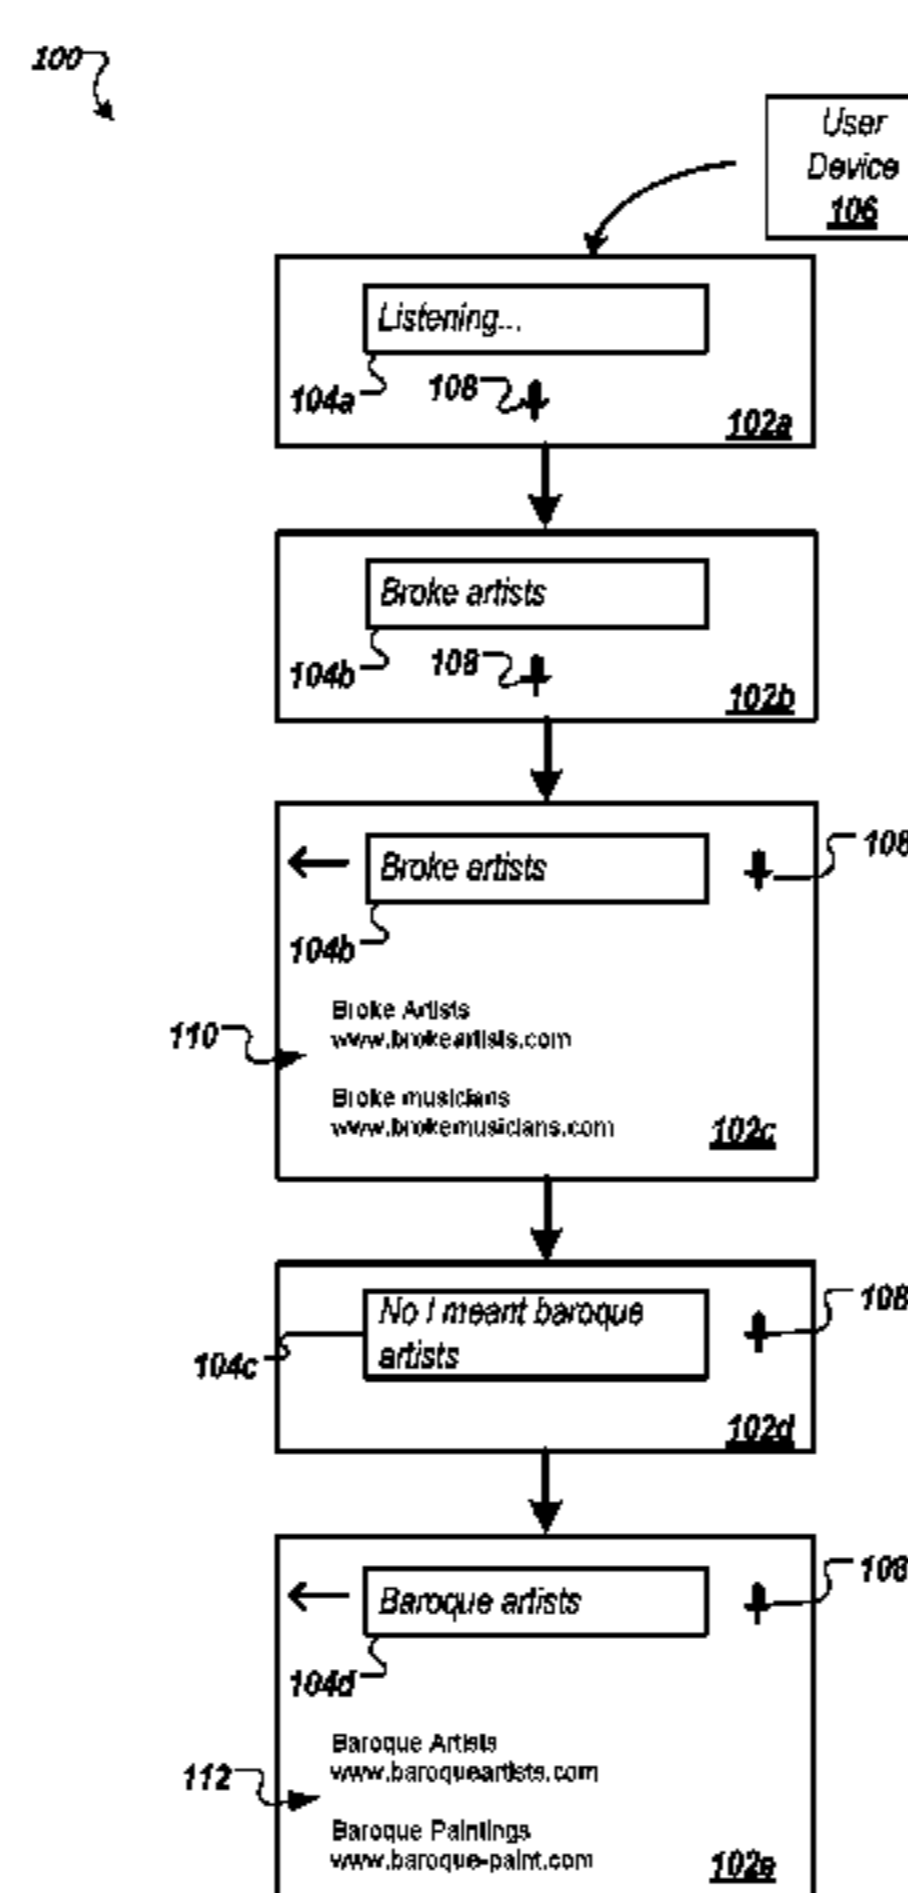 100
User
Device
106
Listening...
104a
108
102a
Broke artists
104b
108
102b
Broke artists
108
104b
Broke Artists
www.brokeartists.com
110
Broke musicians
www.brokemusicians.com
102c
No I meant baroque
artists
108
104c
102d
Baroque artists
108
104d
Baroque Artists
www.baroqueartists.com
112
Baroque Paintings
www.baroque-paint.com
102e